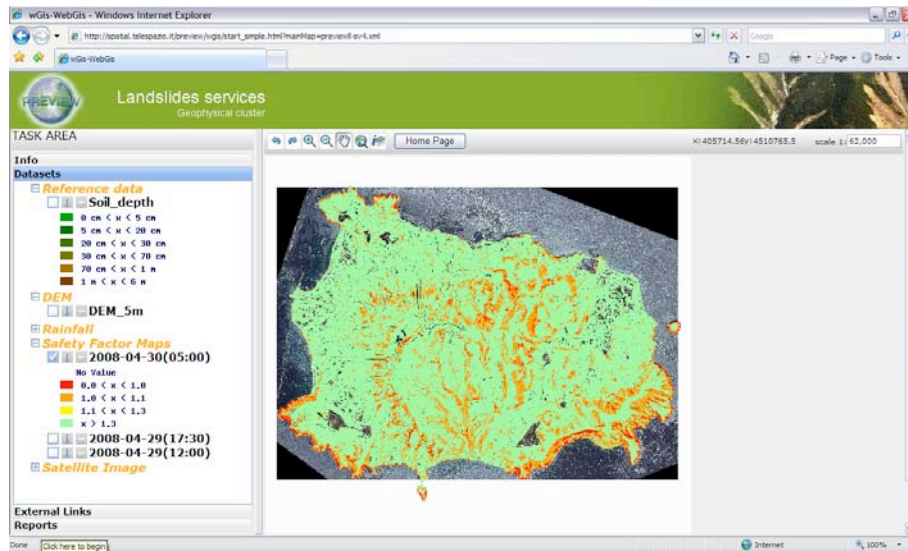 wGis-WebGis - Windows Internet Explorer
http://spatial.telespazio.it/preview/wgis/start_smple.html?mainMap=previewII-sv4.xml
Google
wGis-WebGis
Page
Tools
PREVIEW
Landslides services
Geophysical cluster
TASK AREA
Home Page
x:405714.56y:4510765.5
scale 1:
62,000
Info
Datasets
Reference data
Soil_depth
0 cm < x < 5 cm
5 cm < x < 20 cm
20 cm < x < 30 cm
30 cm < x < 70 cm
70 cm < x < 1 m
1 m < x < 6 m
DEM
DEM_5m
Rainfall
Safety Factor Maps
2008-04-30(05:00)
No Value
0.0 < x < 1.0
1.0 < x < 1.1
1.1 < x < 1.3
x > 1.3
2008-04-29(17:30)
2008-04-29(12:00)
Satellite Image
External Links
Reports
Done
Click here to begin
Internet
100%